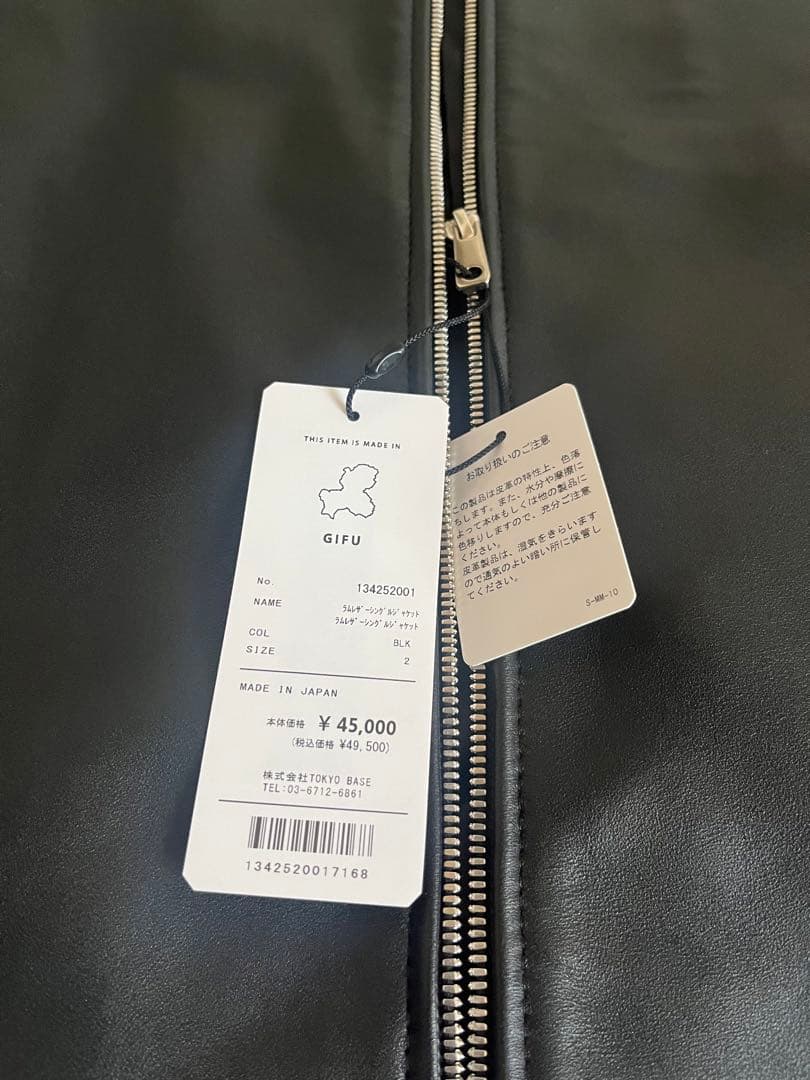 THIS ITEM IS MADE IN
GIFU
No. 134252001
NAME ラムレザーシングルジャケット
ラムレザーシングルジャケット
COL BLK
SIZE 2
MADE IN JAPAN
本体価格 ¥ 45,000
(税込価格 ¥49,500)
株式会社TOKYO BASE
TEL:03-6712-6861
1342520017168
お取り扱いのご注意
この製品は皮革の特性上、色落
ちします。また、水分や摩擦に
よって本体もしくは他の製品に
色移りしますので、充分ご注意
ください。
皮革製品は、湿気をきらいます
ので通気のよい暗い所に保管し
てください。
S-MM-10